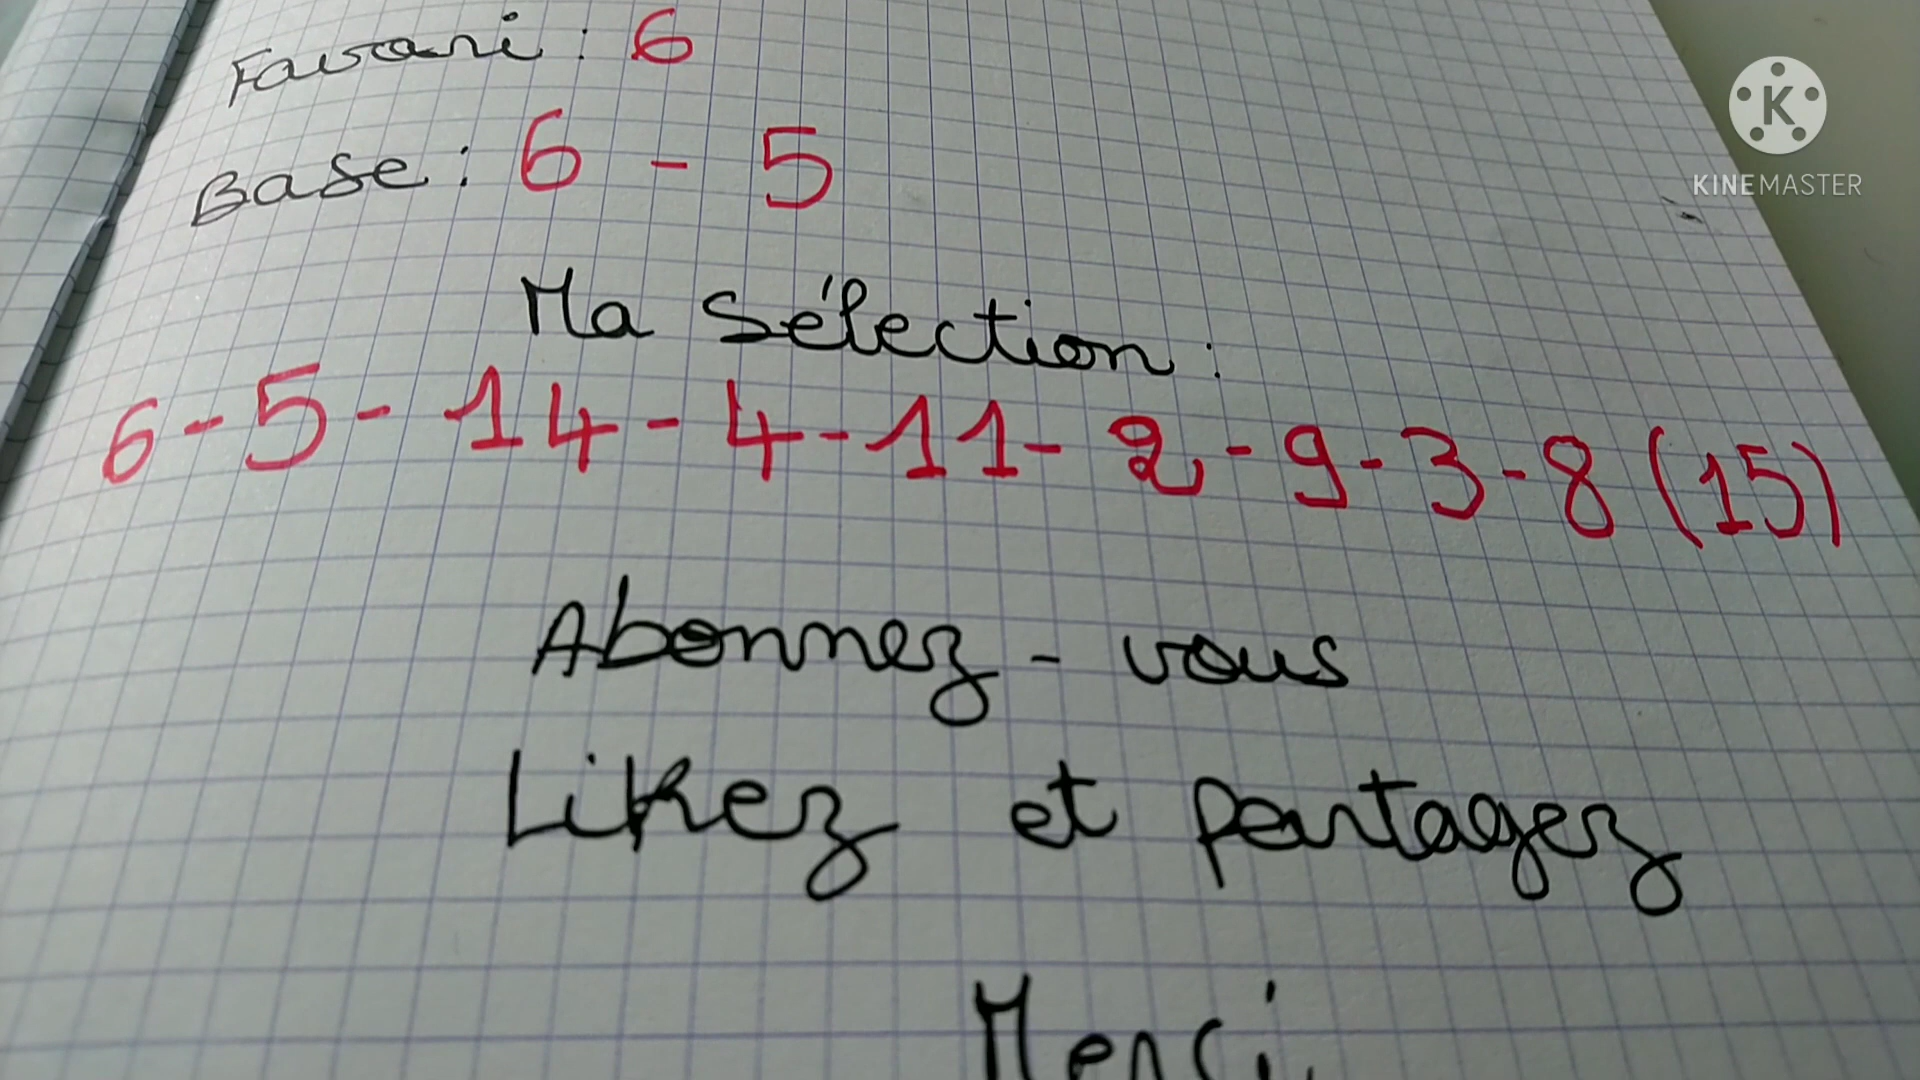 Favori : 6
Base : 6 - 5
Ma Sélection :
6 - 5 - 14 - 4 - 11 - 2 - 9 - 3 - 8 (15)
Abonnez - vous
Likez et partagez
Merci
K
KINEMASTER